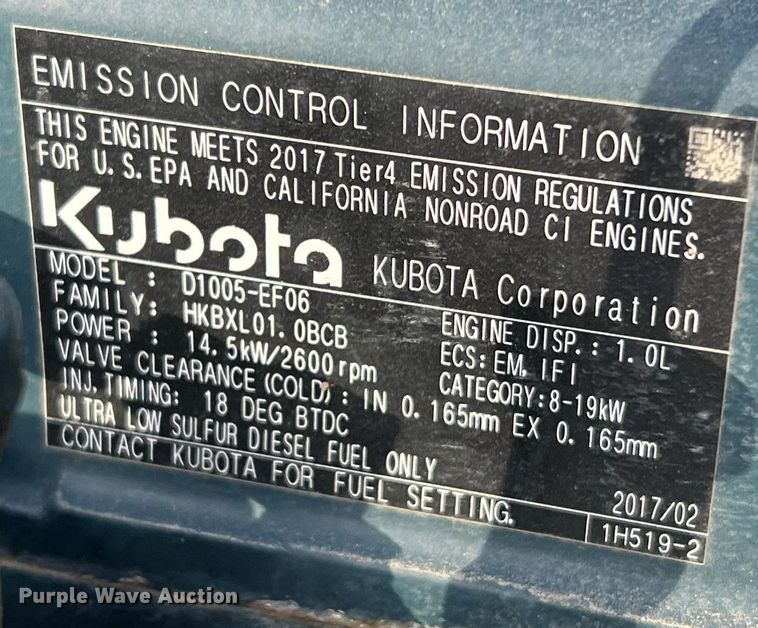 EMISSION CONTROL INFORMATION
THIS ENGINE MEETS 2017 Tier4 EMISSION REGULATIONS
FOR U.S.EPA AND CALIFORNIA NONROAD CI ENGINES.
Kubota KUBOTA Corporation
MODEL : D1005-EF06 ENGINE DISP.: 1.0L
FAMILY: HKBXL01.0BCB ECS: EM, IFI
POWER : 14.5kW/2600rpm CATEGORY:8-19kW
VALVE CLEARANCE (COLD): IN 0.165mm EX 0.165mm
INJ.TIMING: 18 DEG BTDC
ULTRA LOW SULFUR DIESEL FUEL ONLY
CONTACT KUBOTA FOR FUEL SETTING.
2017/02
1H519-2
Purple Wave Auction